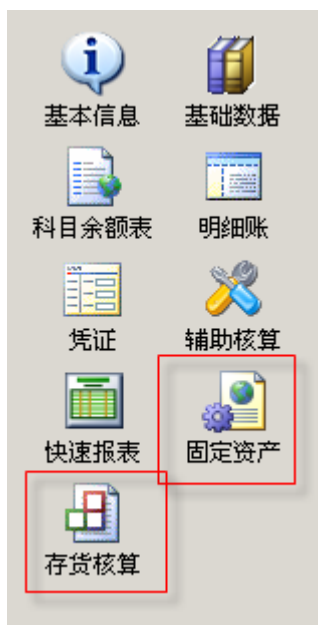 基本信息
基础数据
科目余额表
明细账
凭证
辅助核算
快速报表
固定资产
存货核算